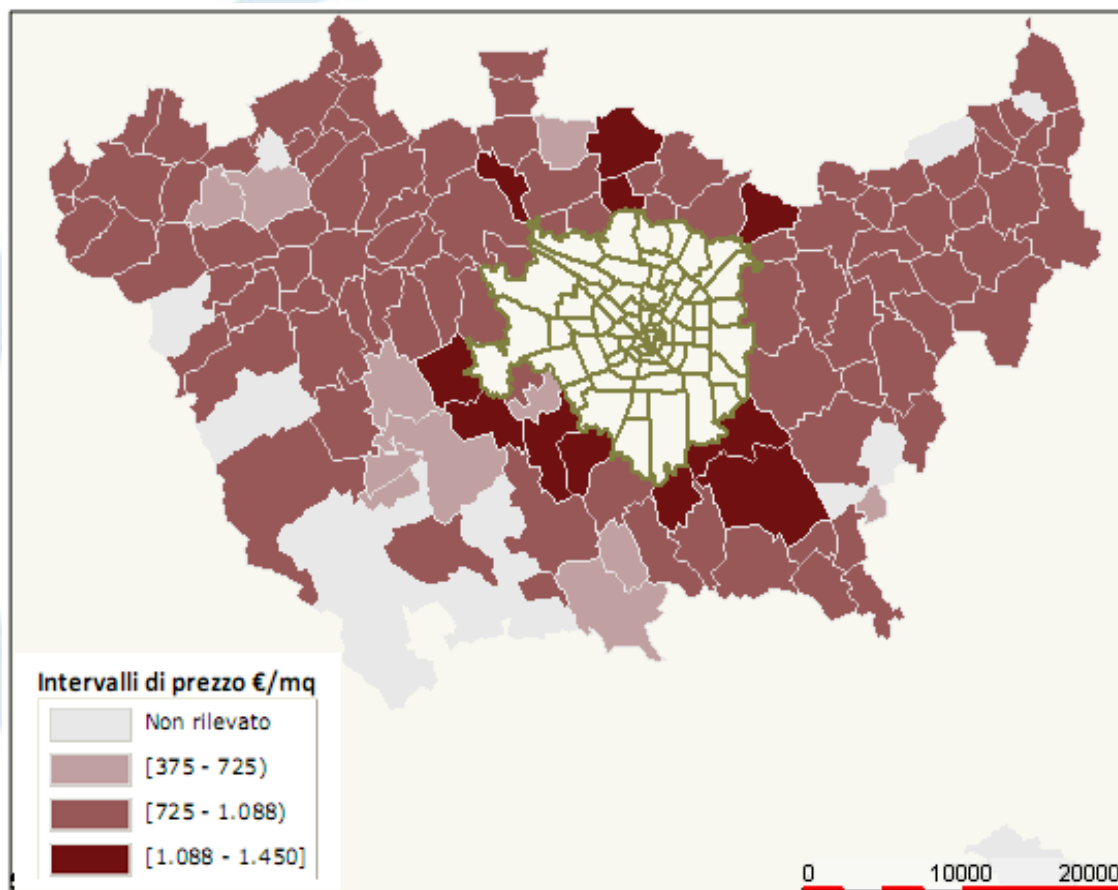 Intervalli di prezzo €/mq
Non rilevato
[375 - 725)
[725 - 1.088)
[1.088 - 1.450]
0 10000 20000